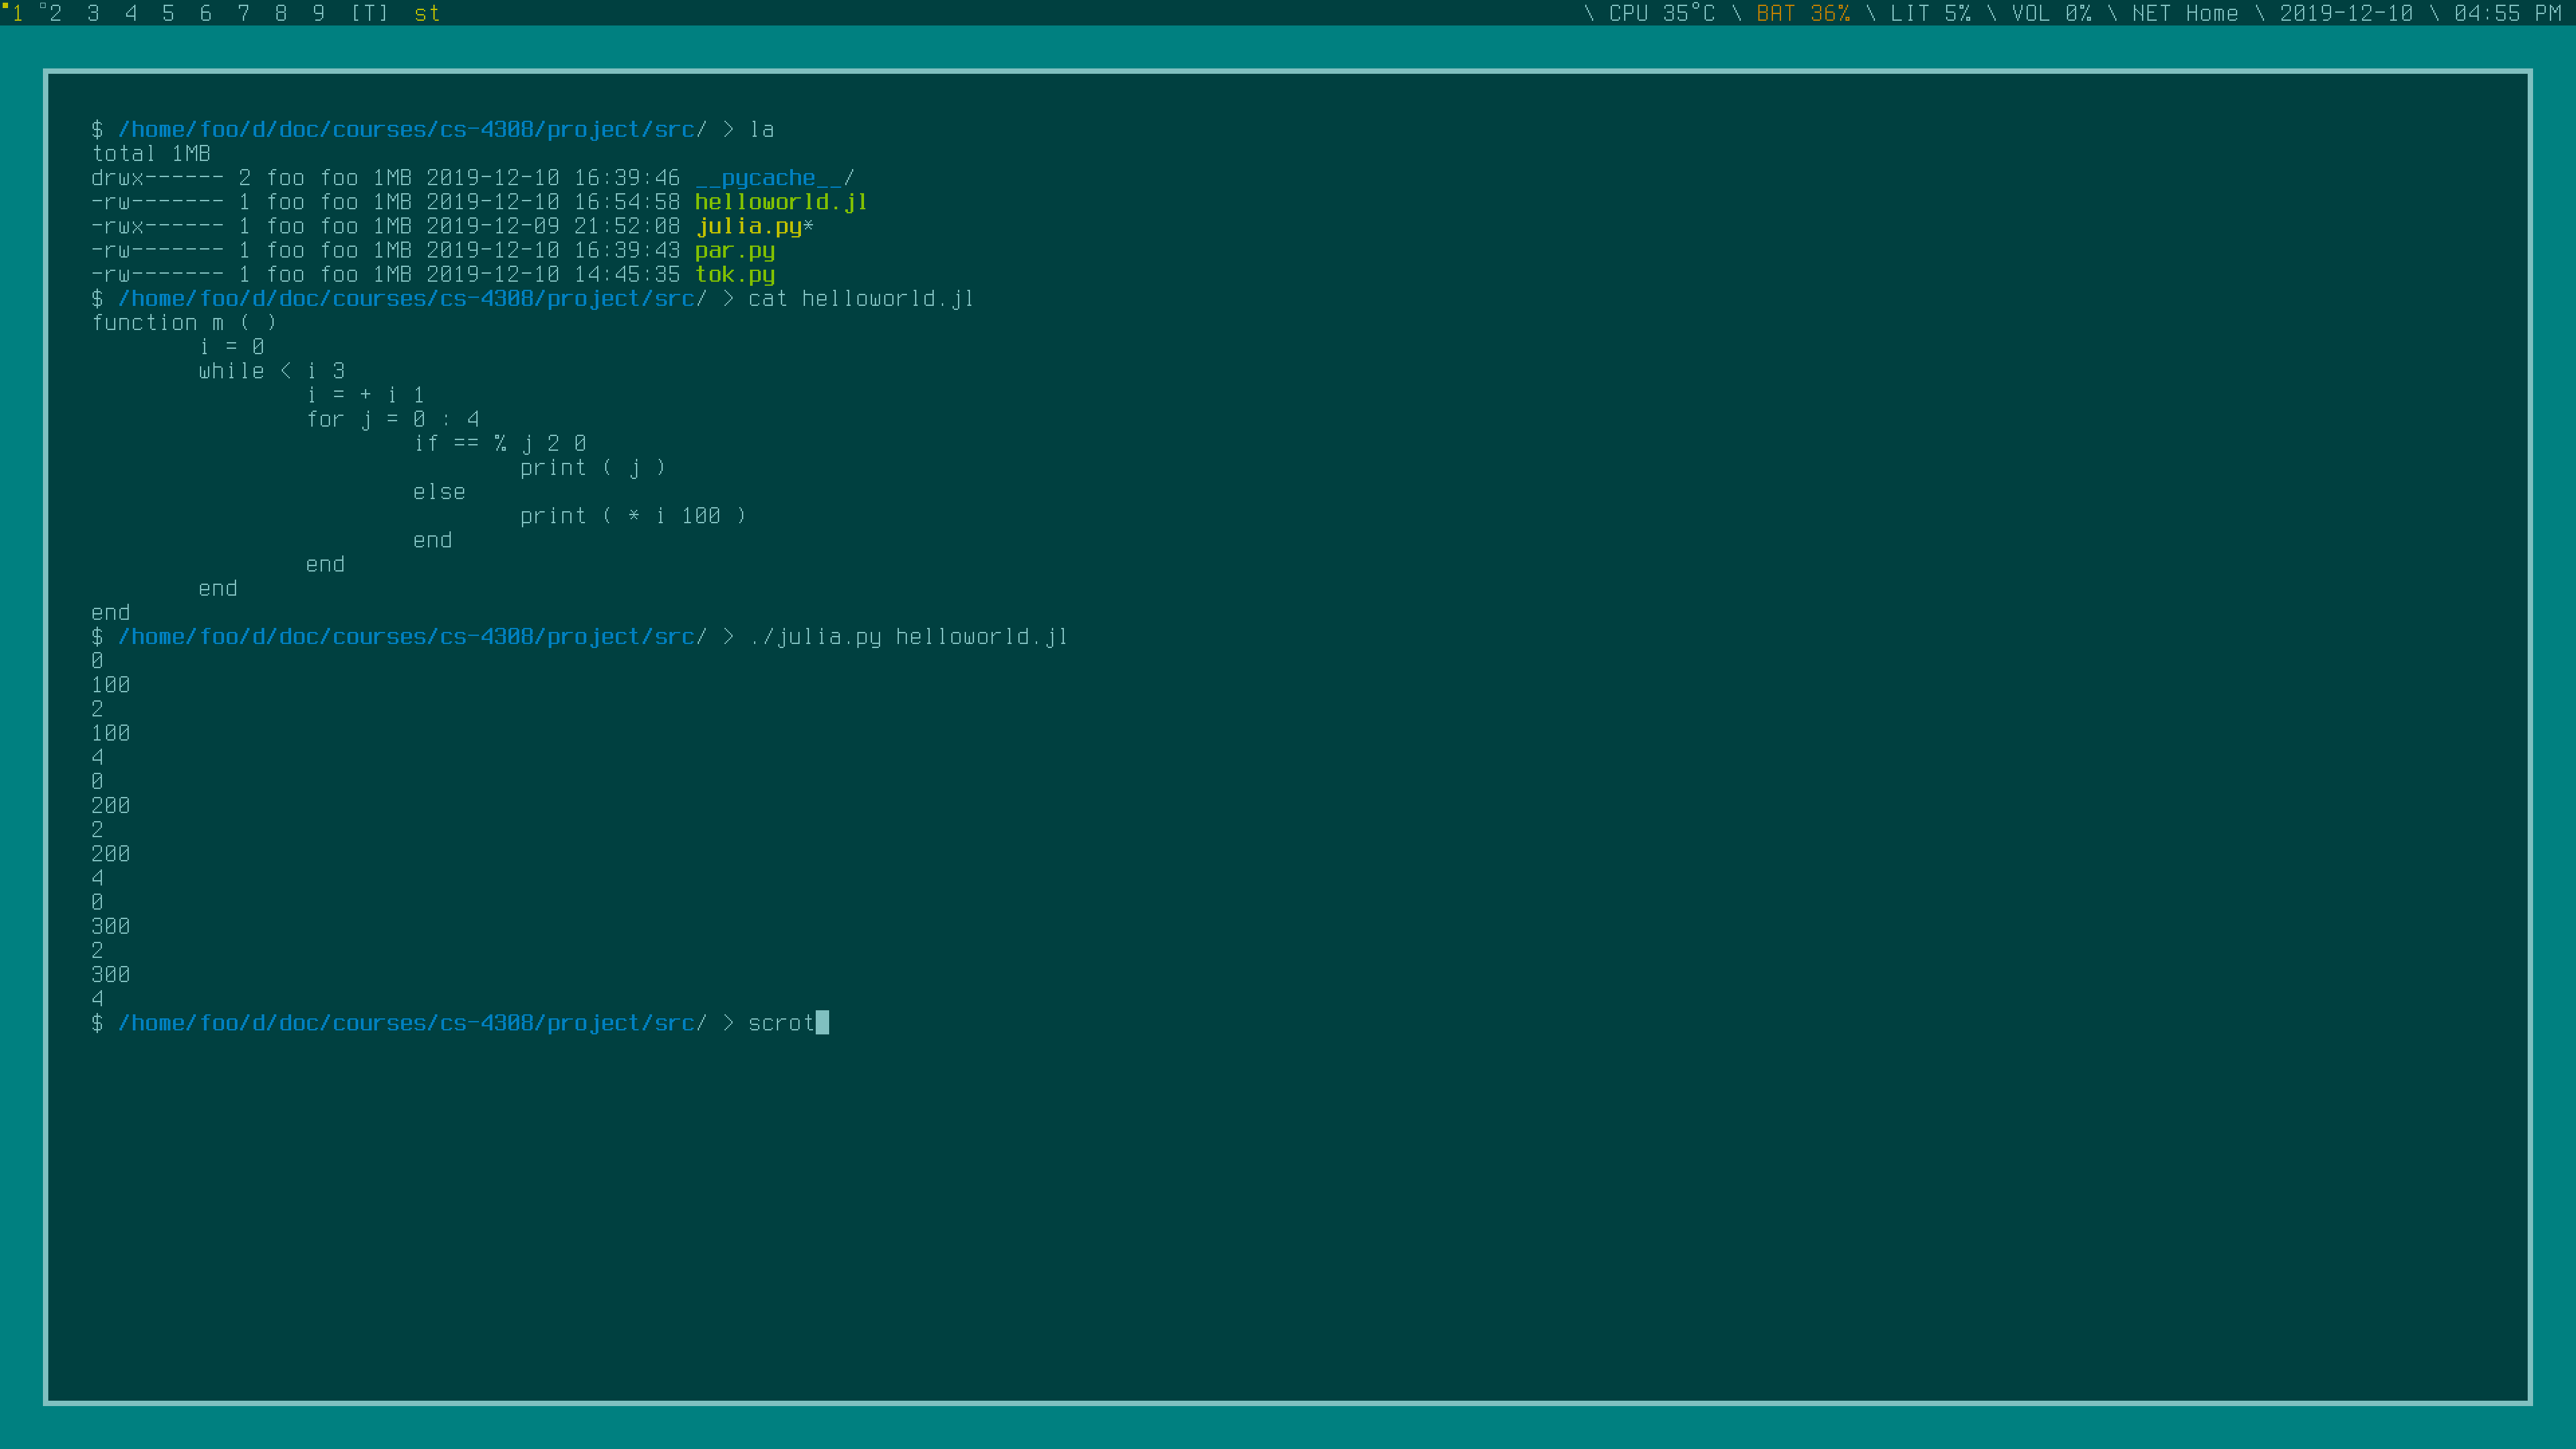 1 2 3 4 5 6 7 8 9 [T] st \ CPU 35°C \ BAT 36% \ LIT 5% \ VOL 0% \ NET Home \ 2019-12-10 \ 04:55 PM
$ /home/foo/d/doc/courses/cs-4308/project/src/ > la
total 1MB
drwx------ 2 foo foo 1MB 2019-12-10 16:39:46 __pycache__/
-rw------- 1 foo foo 1MB 2019-12-10 16:54:58 helloworld.jl
-rwx------ 1 foo foo 1MB 2019-12-09 21:52:08 julia.py*
-rw------- 1 foo foo 1MB 2019-12-10 16:39:43 par.py
-rw------- 1 foo foo 1MB 2019-12-10 14:45:35 tok.py
$ /home/foo/d/doc/courses/cs-4308/project/src/ > cat helloworld.jl
function m ( )
        i = 0
        while < i 3
                i = + i 1
                for j = 0 : 4
                        if == % j 2 0
                                print ( j )
                        else
                                print ( * i 100 )
                        end
                end
        end
end
$ /home/foo/d/doc/courses/cs-4308/project/src/ > ./julia.py helloworld.jl
0
100
2
100
4
0
200
2
200
4
0
300
2
300
4
$ /home/foo/d/doc/courses/cs-4308/project/src/ > scrot